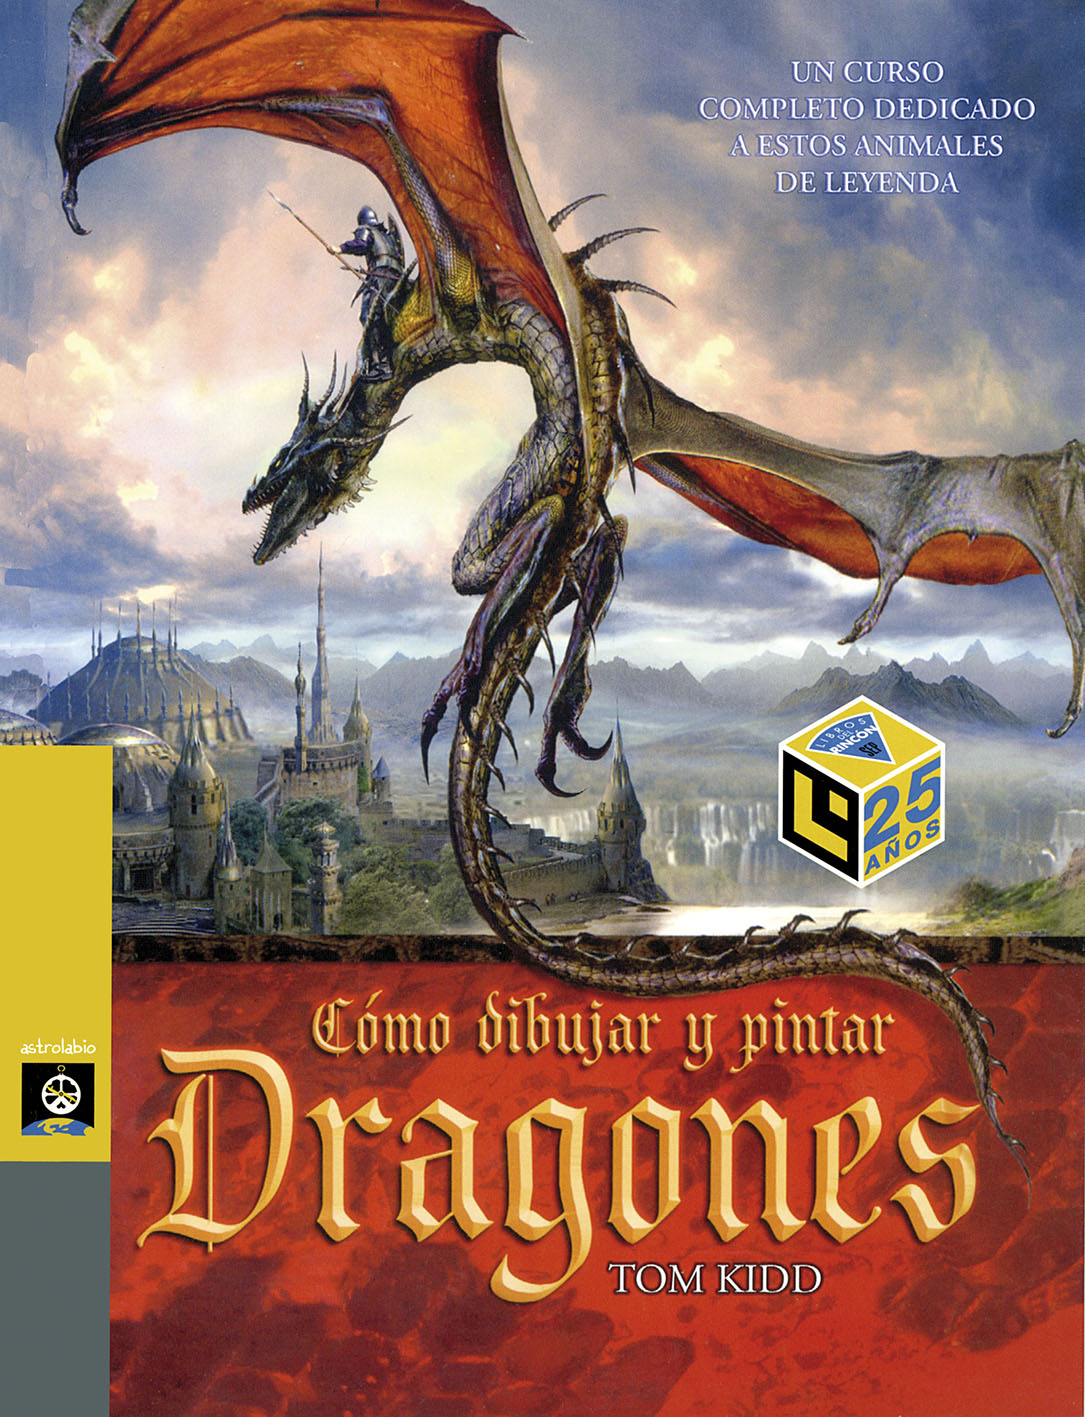 UN CURSO
COMPLETO DEDICADO
A ESTOS ANIMALES
DE LEYENDA
LIBROS
DEL
RINCÓN
SEP
25
AÑOS
Cómo dibujar y pintar
Dragones
TOM KIDD
astrolabio